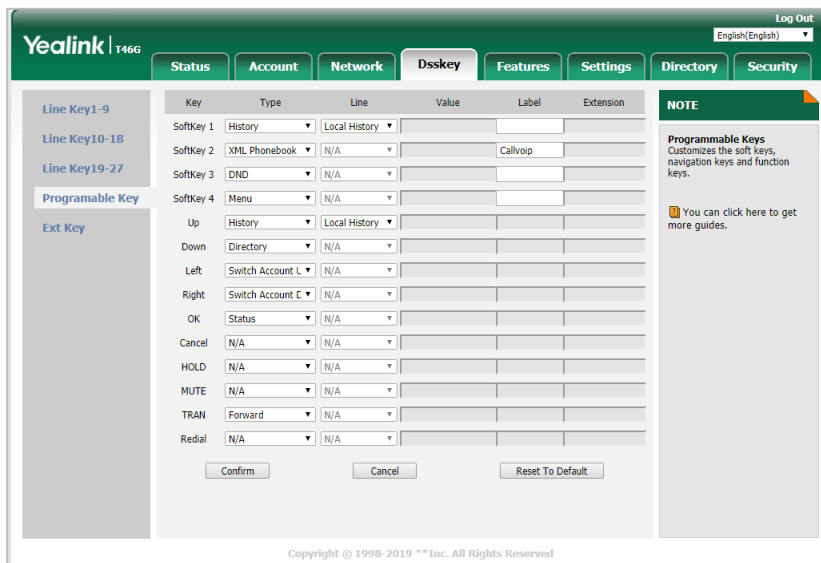 Log Out
English(English)
Yealink T46G
Status Account Network Dsskey Features Settings Directory Security
Line Key1-9
Line Key10-18
Line Key19-27
Programable Key
Ext Key
Key Type Line Value Label Extension
SoftKey 1 History Local History
SoftKey 2 XML Phonebook N/A Callvoip
SoftKey 3 DND N/A
SoftKey 4 Menu N/A
Up History Local History
Down Directory N/A
Left Switch Account U N/A
Right Switch Account D N/A
OK Status N/A
Cancel N/A N/A
HOLD N/A N/A
MUTE N/A N/A
TRAN Forward N/A
Redial N/A N/A
Confirm Cancel Reset To Default
NOTE
Programmable Keys
Customizes the soft keys,
navigation keys and function
keys.
You can click here to get
more guides.
Copyright © 1998-2019 **Inc. All Rights Reserved